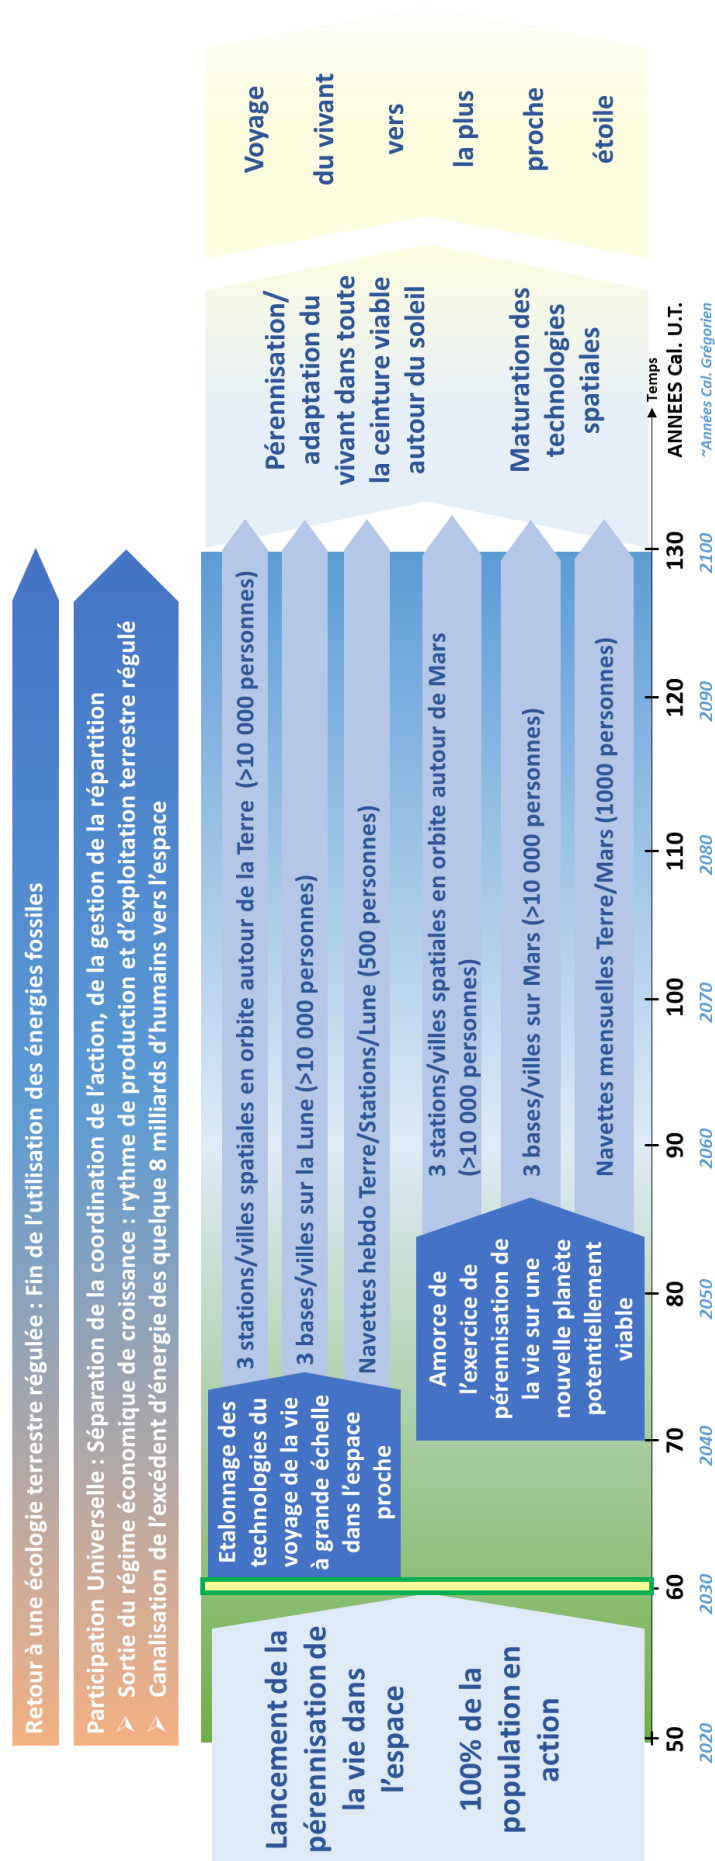 Retour à une écologie terrestre régulée : Fin de l'utilisation des énergies fossiles
Participation Universelle : Séparation de la coordination de l'action, de la gestion de la répartition
➢ Sortie du régime économique de croissance : rythme de production et d'exploitation terrestre régulé
➢ Canalisation de l'excédent d'énergie des quelque 8 milliards d'humains vers l'espace
Lancement de la
pérennisation de
la vie dans
l'espace
100% de la
population en
action
Etalonnage des
technologies du
voyage de la vie
à grande échelle
dans l'espace
proche
3 stations/villes spatiales en orbite autour de la Terre (>10 000 personnes)
3 bases/villes sur la Lune (>10 000 personnes)
Navettes hebdo Terre/Stations/Lune (500 personnes)
Amorce de
l'exercice de
pérennisation de
la vie sur une
nouvelle planète
potentiellement
viable
3 stations/villes spatiales en orbite autour de Mars
(>10 000 personnes)
3 bases/villes sur Mars (>10 000 personnes)
Navettes mensuelles Terre/Mars (1000 personnes)
Pérennisation/
adaptation du
vivant dans toute
la ceinture viable
autour du soleil
Maturation des
technologies
spatiales
Voyage
du vivant
vers
la plus
proche
étoile
Temps
50 60 70 80 90 100 110 120 130 ANNEES Cal. U.T.
2020 2030 2040 2050 2060 2070 2080 2090 2100 ~Années Cal. Grégorien